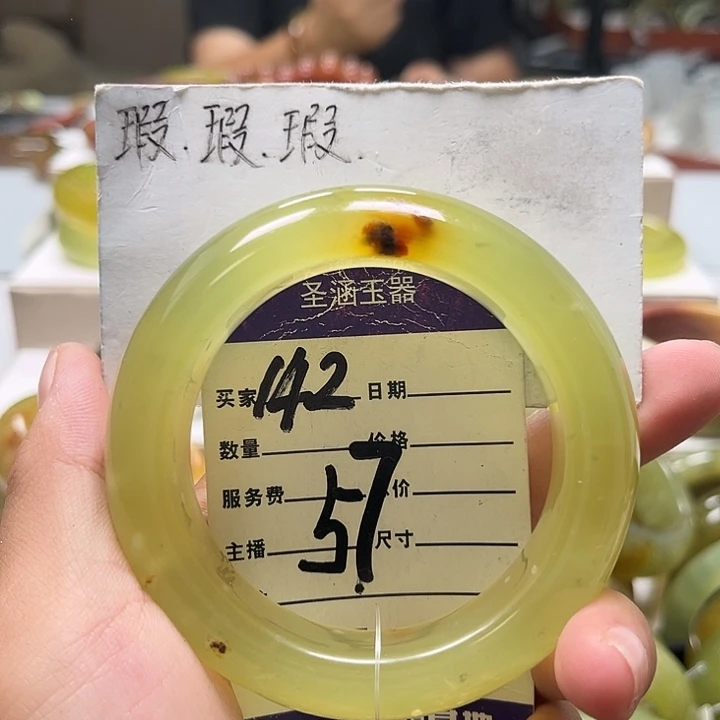 瑕.瑕.瑕.
圣涵玉器
买家 142 日期
数量 价格
服务费 价
57
主播 尺寸